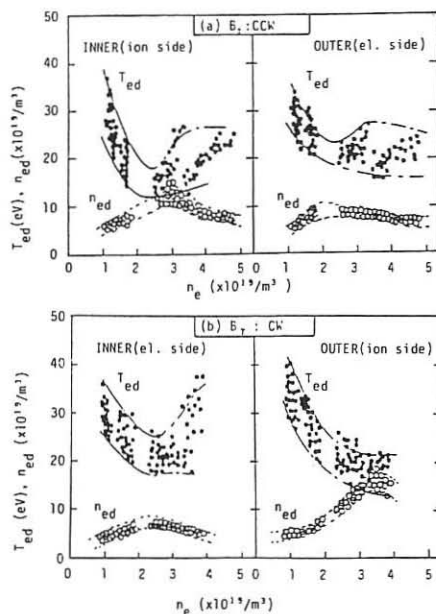 (a) B_T:CCW
INNER(ion side)
OUTER(el. side)
T_ed
T_ed
n_ed
n_ed
T_ed(eV), n_ed(x10^19/m^3)
50
40
30
20
10
0
0 1 2 3 4 0 1 2 3 4 5
n_e (x10^19/m^3)
(b) B_T : CW
INNER(el. side)
OUTER(ion side)
T_ed
T_ed
n_ed
n_ed
T_ed (eV), n_ed (x10^19/m^3)
50
40
30
20
10
0
0 1 2 3 4 0 1 2 3 4 5
n_e (x10^19/m^3)